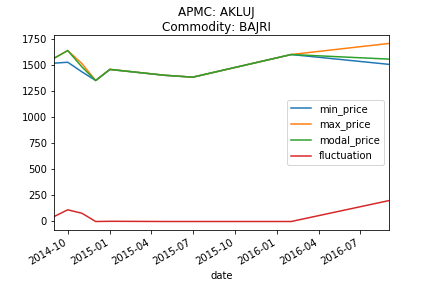 APMC: AKLUJ
Commodity: BAJRI
1750
1500
1250
1000
750
500
250
0
min_price
max_price
modal_price
fluctuation
2014-10
2015-01
2015-04
2015-07
2015-10
2016-01
2016-04
2016-07
date